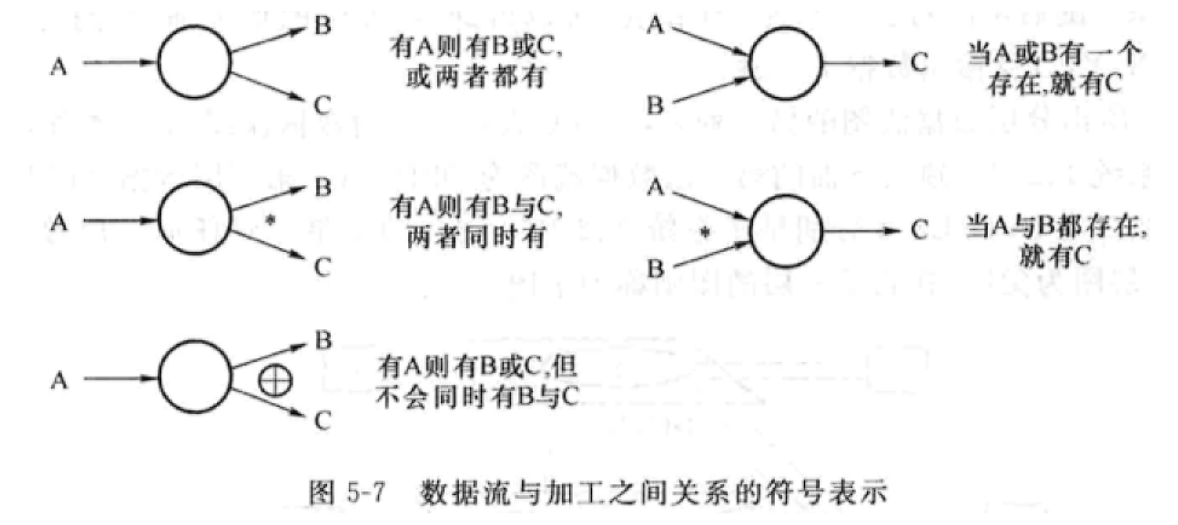 A
B
C
有A则有B或C,
或两者都有
A
B
C
当A或B有一个
存在,就有C
A
B
*
C
有A则有B与C,
两者同时有
A
*
B
C
当A与B都存在,
就有C
A
B
C
有A则有B或C,但
不会同时有B与C
图 5-7 数据流与加工之间关系的符号表示